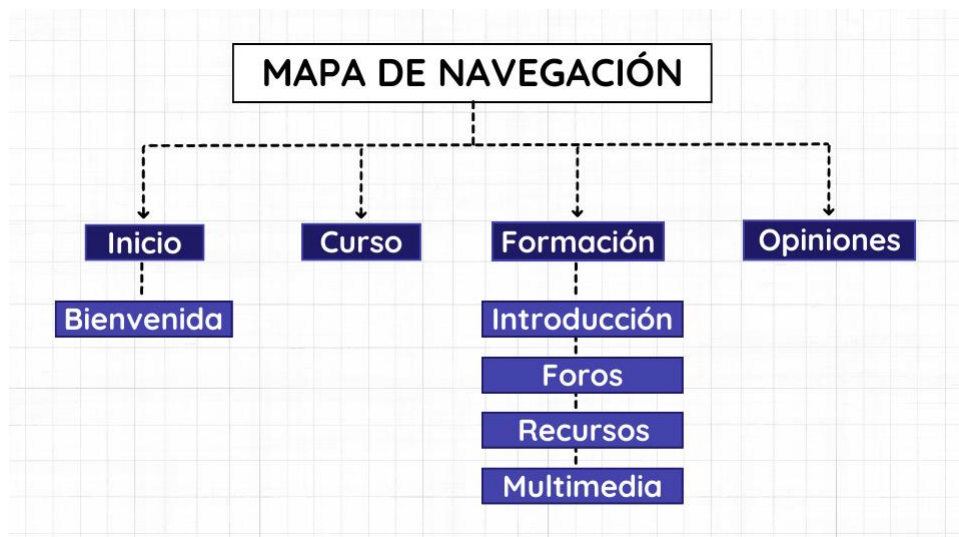 MAPA DE NAVEGACIÓN
Inicio
Curso
Formación
Opiniones
Bienvenida
Introducción
Foros
Recursos
Multimedia